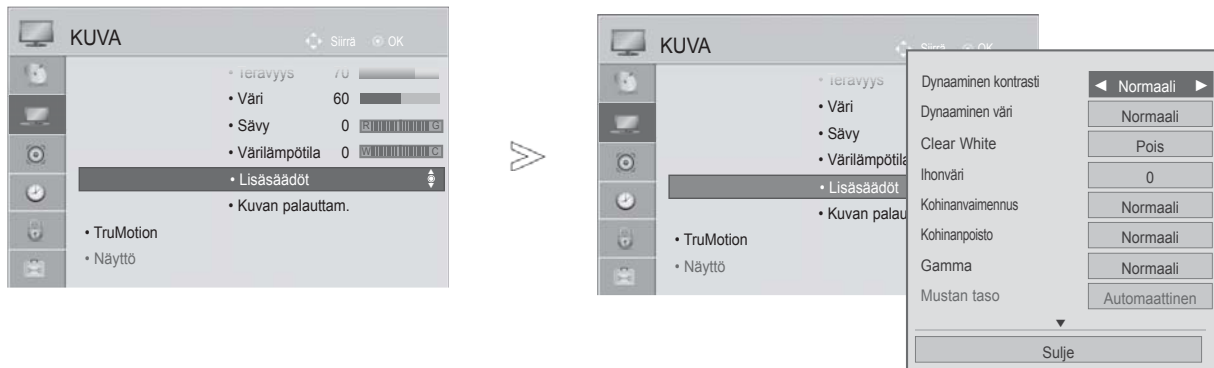 KUVA
Siirrä OK
• Terävyys 70
• Väri 60
• Sävy 0 R G
• Värilämpötila 0 W C
• Lisäsäädöt
• Kuvan palauttam.
• TruMotion
• Näyttö
KUVA
Siirrä OK
• Terävyys
• Väri
• Sävy
• Värilämpötila
• Lisäsäädöt
• Kuvan palau
• TruMotion
• Näyttö
Dynaaminen kontrasti ◀ Normaali ▶
Dynaaminen väri Normaali
Clear White Pois
Ihonväri 0
Kohinanvaimennus Normaali
Kohinanpoisto Normaali
Gamma Normaali
Mustan taso Automaattinen
▼
Sulje